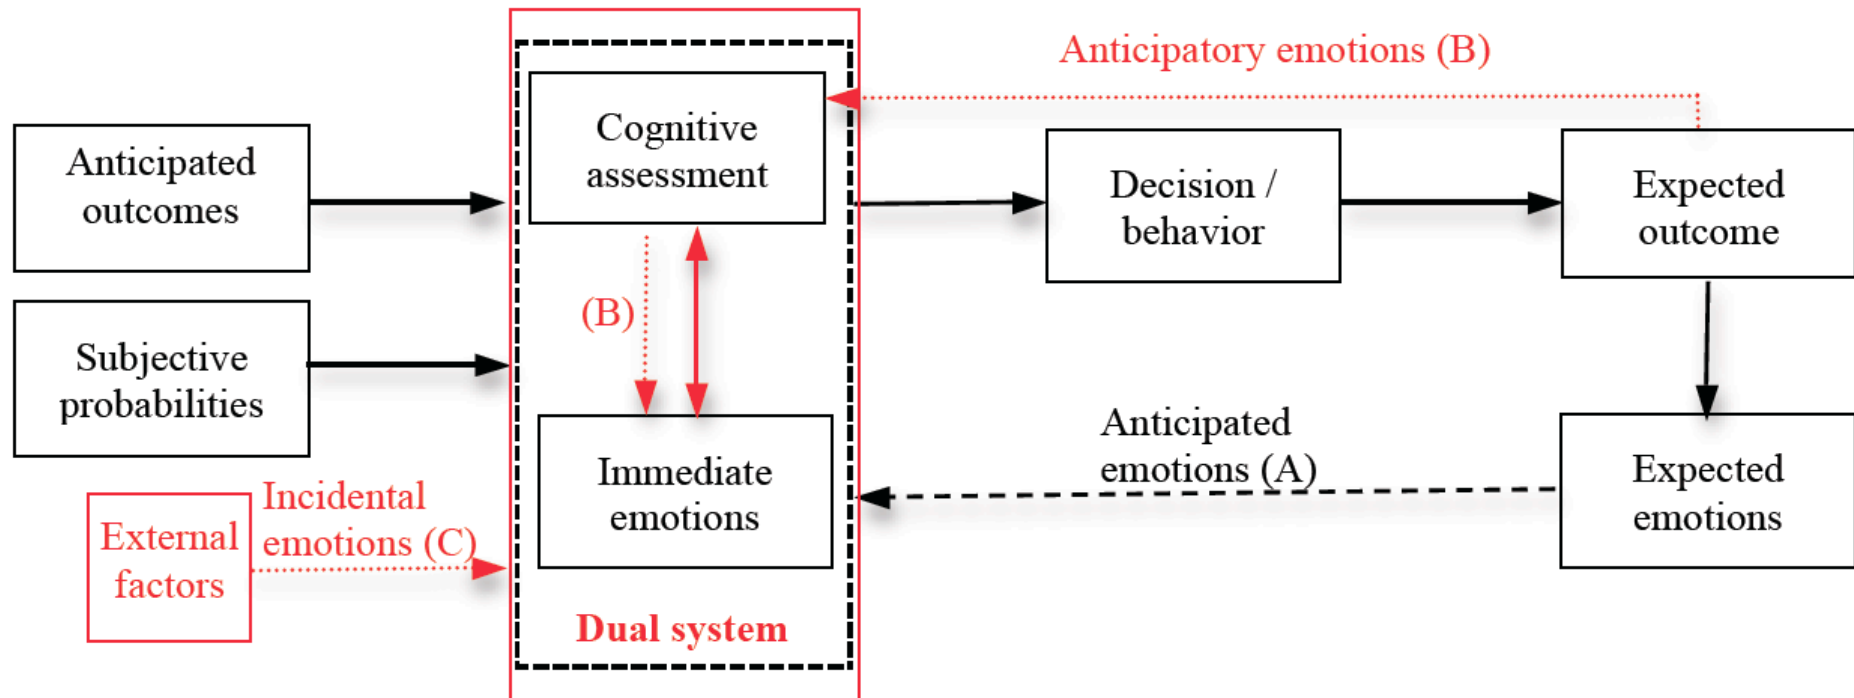 Anticipatory emotions (B)
Cognitive
assessment
Anticipated
outcomes
Decision /
behavior
Expected
outcome
(B)
Subjective
probabilities
Anticipated
emotions (A)
Immediate
emotions
Expected
emotions
Incidental
emotions (C)
External
factors
Dual system